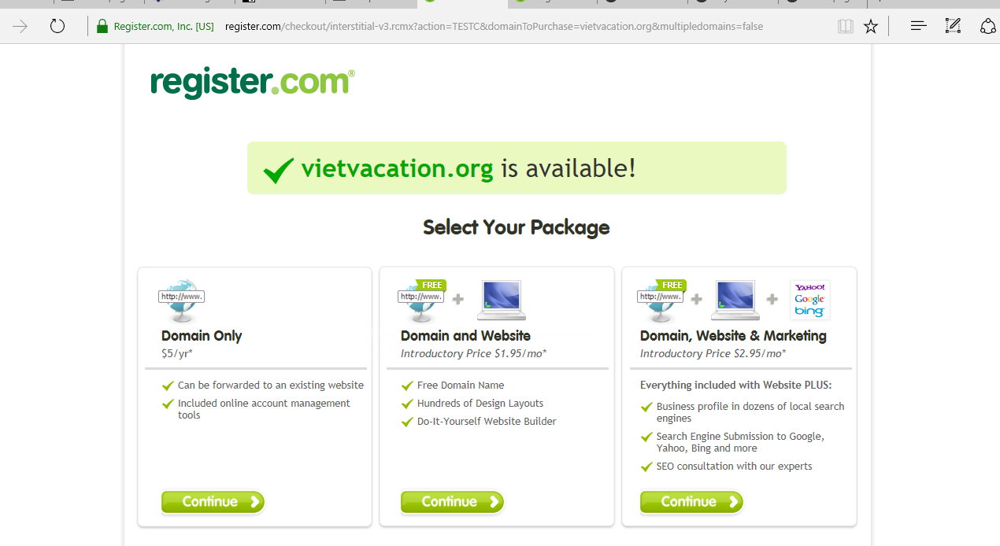 Register.com, Inc. [US] register.com/checkout/interstitial-v3.rcmx?action=TESTC&domainToPurchase=vietvacation.org&multipledomains=false
register.com®
vietvacation.org is available!
Select Your Package
http://www.
Domain Only
$5/yr*
Can be forwarded to an existing website
Included online account management
tools
Continue
FREE
http://www.
Domain and Website
Introductory Price $1.95/mo*
Free Domain Name
Hundreds of Design Layouts
Do-It-Yourself Website Builder
Continue
FREE
http://www.
YAHOO!
Google
bing
Domain, Website & Marketing
Introductory Price $2.95/mo*
Everything included with Website PLUS:
Business profile in dozens of local search
engines
Search Engine Submission to Google,
Yahoo, Bing and more
SEO consultation with our experts
Continue